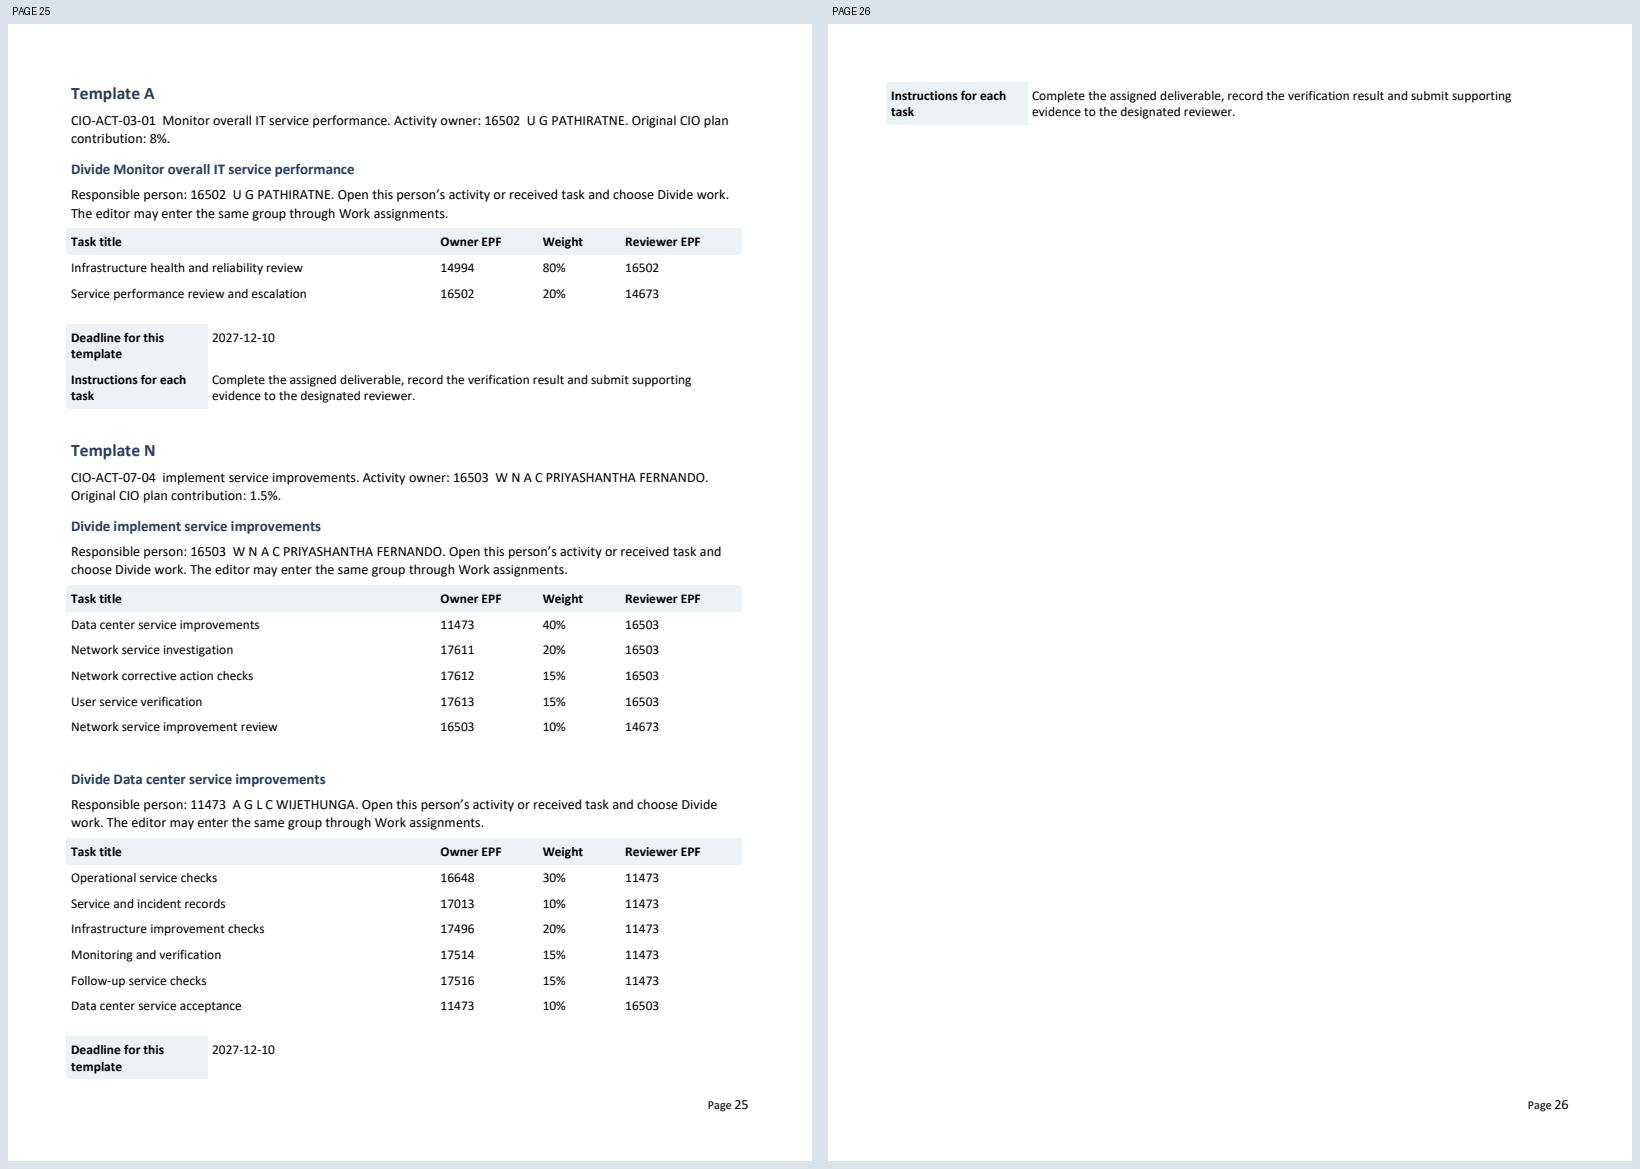 PAGE 25
Template A
CIO-ACT-03-01  Monitor overall IT service performance. Activity owner: 16502  U G PATHIRATNE. Original CIO plan
contribution: 8%.
Divide Monitor overall IT service performance
Responsible person: 16502  U G PATHIRATNE. Open this person’s activity or received task and choose Divide work.
The editor may enter the same group through Work assignments.
Task title Owner EPF Weight Reviewer EPF
Infrastructure health and reliability review 14994 80% 16502
Service performance review and escalation 16502 20% 14673
Deadline for this 2027-12-10
template
Instructions for each Complete the assigned deliverable, record the verification result and submit supporting
task evidence to the designated reviewer.
Template N
CIO-ACT-07-04  implement service improvements. Activity owner: 16503  W N A C PRIYASHANTHA FERNANDO.
Original CIO plan contribution: 1.5%.
Divide implement service improvements
Responsible person: 16503  W N A C PRIYASHANTHA FERNANDO. Open this person’s activity or received task and
choose Divide work. The editor may enter the same group through Work assignments.
Task title Owner EPF Weight Reviewer EPF
Data center service improvements 11473 40% 16503
Network service investigation 17611 20% 16503
Network corrective action checks 17612 15% 16503
User service verification 17613 15% 16503
Network service improvement review 16503 10% 14673
Divide Data center service improvements
Responsible person: 11473  A G L C WIJETHUNGA. Open this person’s activity or received task and choose Divide
work. The editor may enter the same group through Work assignments.
Task title Owner EPF Weight Reviewer EPF
Operational service checks 16648 30% 11473
Service and incident records 17013 10% 11473
Infrastructure improvement checks 17496 20% 11473
Monitoring and verification 17514 15% 11473
Follow-up service checks 17516 15% 11473
Data center service acceptance 11473 10% 16503
Deadline for this 2027-12-10
template
Page 25
PAGE 26
Instructions for each Complete the assigned deliverable, record the verification result and submit supporting
task evidence to the designated reviewer.
Page 26